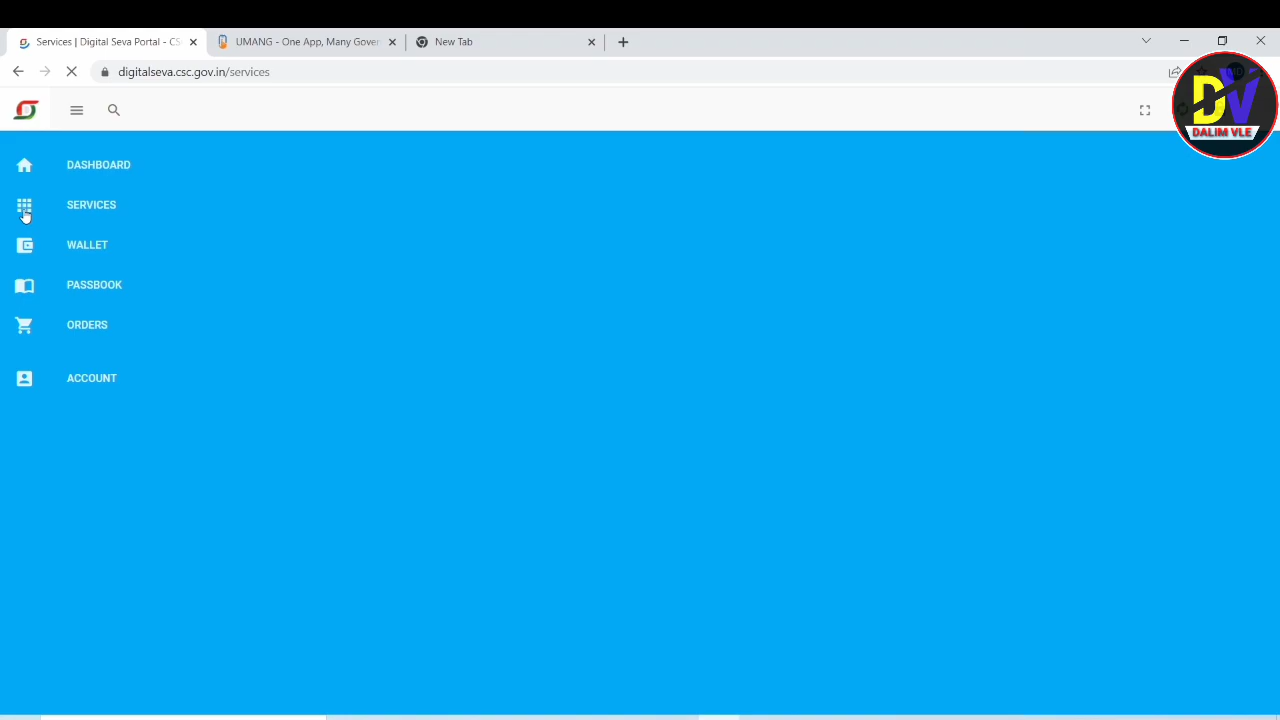 Services | Digital Seva Portal - CS
UMANG - One App, Many Gover
New Tab
digitalseva.csc.gov.in/services
DV
DALIM VLE
DASHBOARD
SERVICES
WALLET
PASSBOOK
ORDERS
ACCOUNT